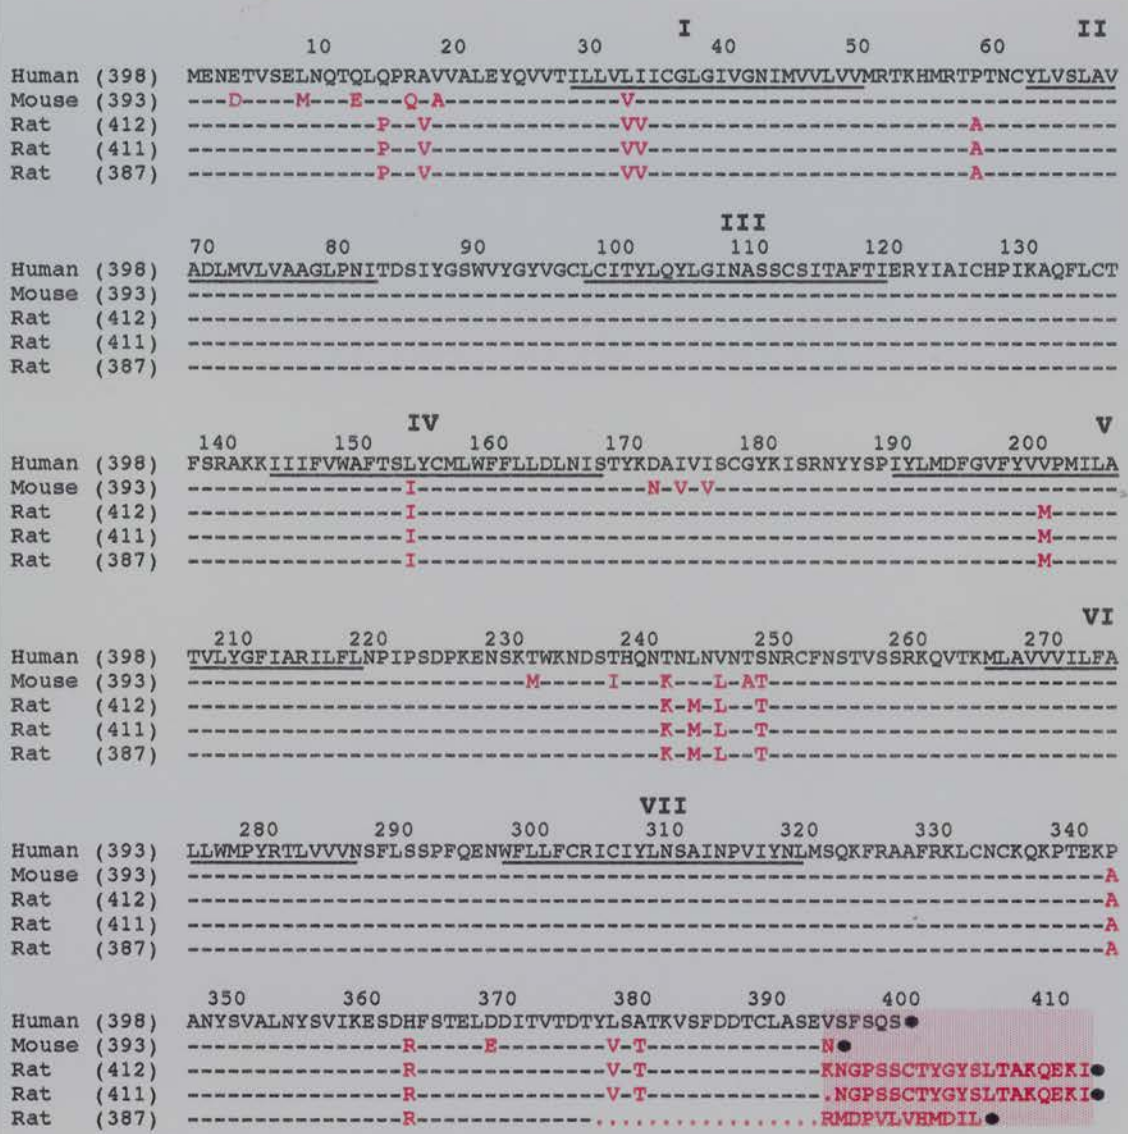 I II
10 20 30 40 50 60
Human (398) MENETVSELNQTQLQPRAVVALEYQVVTILLVLIICGLGIVGNIMVVLVVMRTKHMRTPTNCYLVSLAV
Mouse (393) ---D----M---E---Q-A-------------V------------------------------------
Rat (412) --------------P--V--------------VV------------------------A----------
Rat (411) --------------P--V--------------VV------------------------A----------
Rat (387) --------------P--V--------------VV------------------------A----------
III
70 80 90 100 110 120 130
Human (398) ADLMVLVAAGLPNITDSIYGSWVYGYVGCLCITYLQYLGINASSCSITAFTIERYIAICHPIKAQFLCT
Mouse (393) ---------------------------------------------------------------------
Rat (412) ---------------------------------------------------------------------
Rat (411) ---------------------------------------------------------------------
Rat (387) ---------------------------------------------------------------------
IV V
140 150 160 170 180 190 200
Human (398) FSRAKKIIIFVWAFTSLYCMLWFFLLDLNISTYKDAIVISCGYKISRNYYSPIYLMDFGVFYVVPMILA
Mouse (393) ----------------I-----------------N-V-V------------------------------
Rat (412) ----------------I----------------------------------------------M-----
Rat (411) ----------------I----------------------------------------------M-----
Rat (387) ----------------I----------------------------------------------M-----
VI
210 220 230 240 250 260 270
Human (398) TVLYGFIARILFLNPIPSDPKENSKTWKNDSTHQNTNLNVNTSNRCFNSTVSSRKQVTKMLAVVVILFA
Mouse (393) -------------------------M-----I---K---L-AT--------------------------
Rat (412) -----------------------------------K-M-L--T--------------------------
Rat (411) -----------------------------------K-M-L--T--------------------------
Rat (387) -----------------------------------K-M-L--T--------------------------
VII
280 290 300 310 320 330 340
Human (393) LLWMPYRTLVVVNSFLSSPFQENWFLLFCRICIYLNSAINPVIYNLMSQKFRAAFRKLCNCKQKPTEKP
Mouse (393) --------------------------------------------------------------------A
Rat (412) --------------------------------------------------------------------A
Rat (411) --------------------------------------------------------------------A
Rat (387) --------------------------------------------------------------------A
350 360 370 380 390 400 410
Human (398) ANYSVALNYSVIKESDHFSTELDDITVTDTYLSATKVSFDDTCLASEVSFSQS●
Mouse (393) ----------------R-----E--------V-T-------------N●
Rat (412) ----------------R--------------V-T-------------KNGPSSCTYGYSLTAKQEKI●
Rat (411) ----------------R--------------V-T-------------.NGPSSCTYGYSLTAKQEKI●
Rat (387) ----------------R-------------.................RMDPVLVHMDIL●